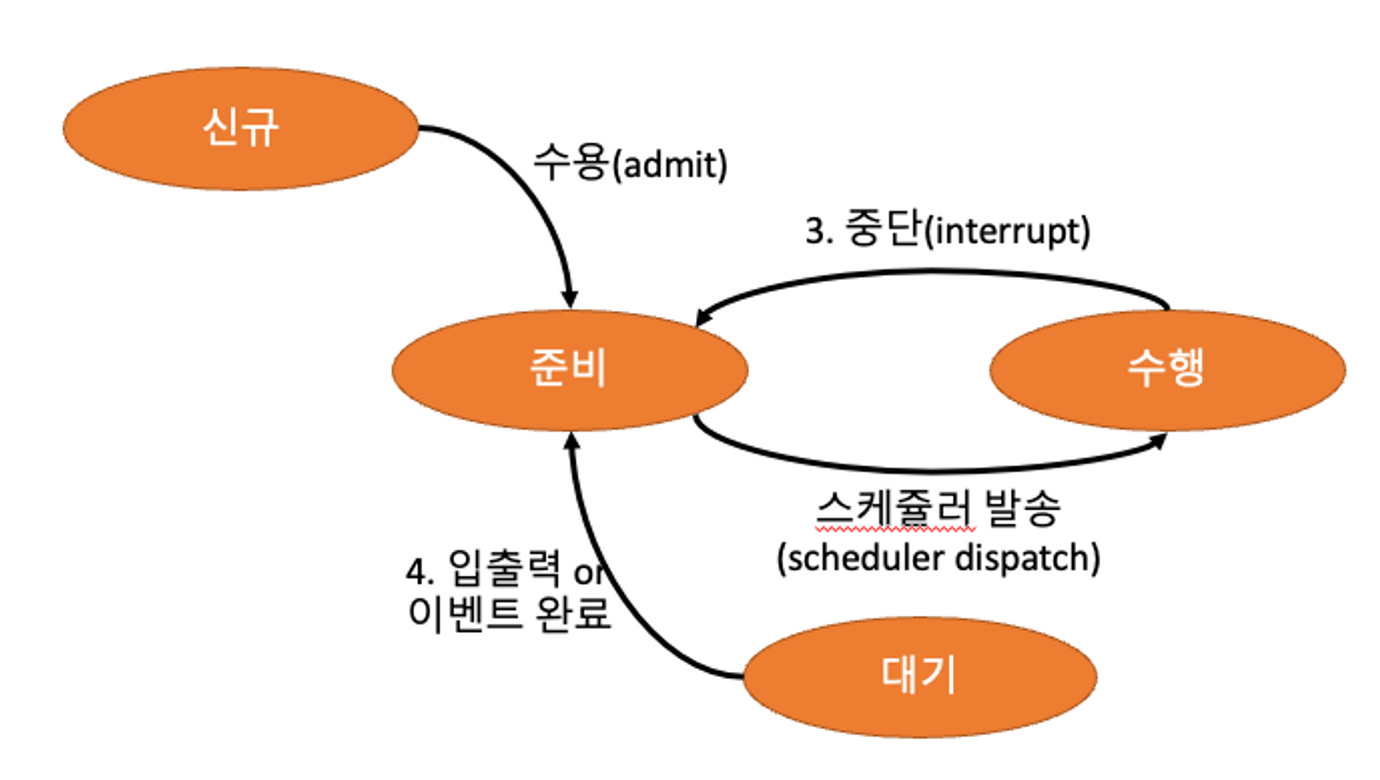 신규
수용(admit)
3. 중단(interrupt)
준비
수행
스케쥴러 발송
(scheduler dispatch)
4. 입출력 or
이벤트 완료
대기